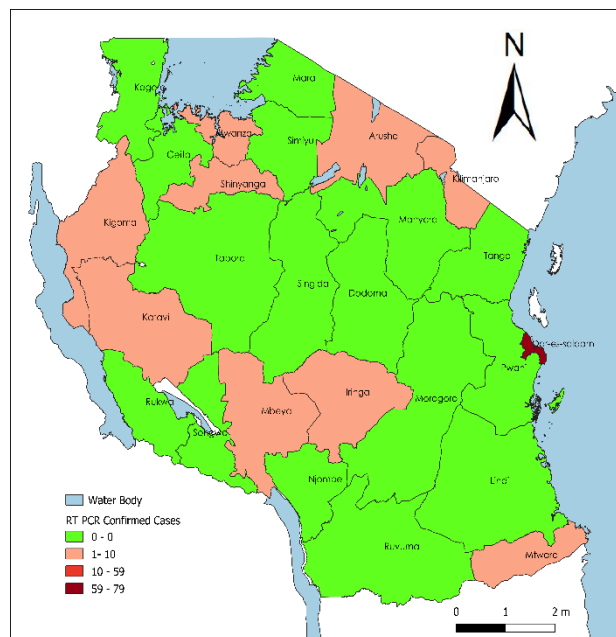 N
Mara
Kage
Mwanza
Simiyu
Arusha
Ceita
Kilimanjaro
Shinyanga
Kigoma
Manyara
Tanga
Tabora
Singida
Dodoma
Katavi
Dar-es-salaam
Pwani
Iringa
Mbeya
Morogoro
Rukwa
Songwe
Njombe
Lindi
Ruvuma
Mtwara
Water Body
RT PCR Confirmed Cases
0 - 0
1- 10
10 - 59
59 - 79
0 1 2 m